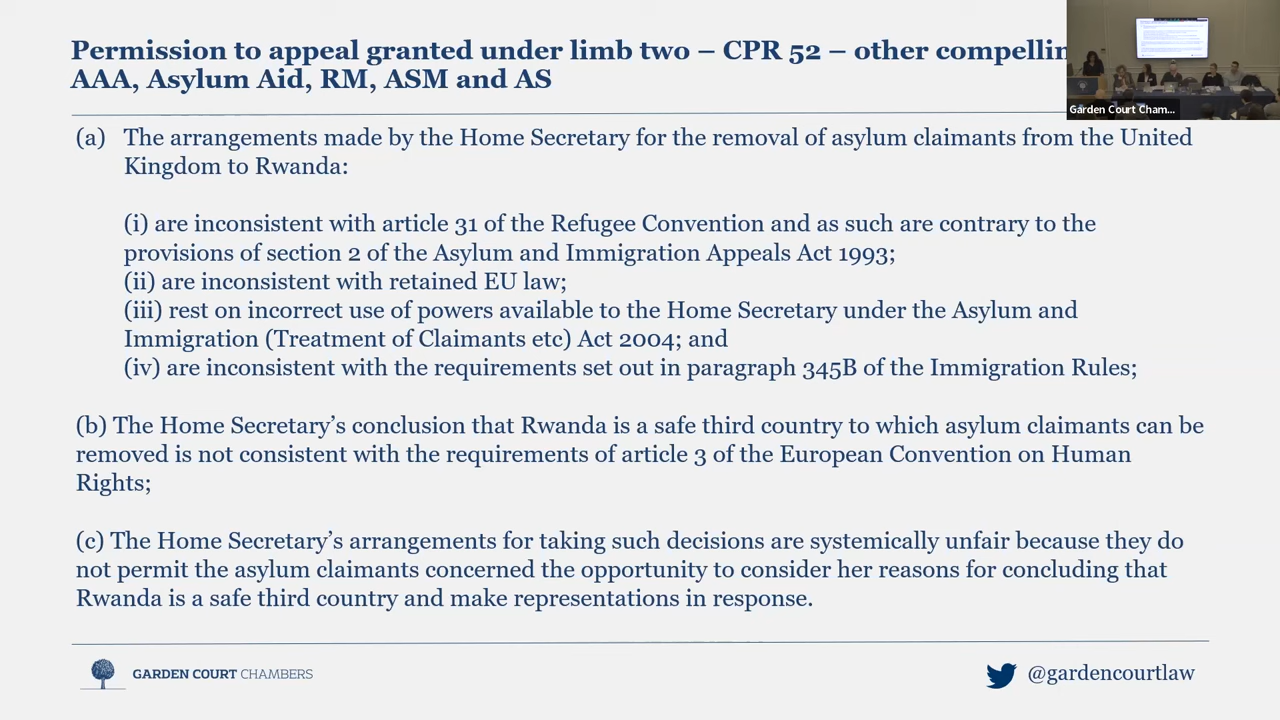 Permission to appeal granted under limb two – CPR 52 – other compellin
AAA, Asylum Aid, RM, ASM and AS
Garden Court Cham...
(a) The arrangements made by the Home Secretary for the removal of asylum claimants from the United
Kingdom to Rwanda:
(i) are inconsistent with article 31 of the Refugee Convention and as such are contrary to the
provisions of section 2 of the Asylum and Immigration Appeals Act 1993;
(ii) are inconsistent with retained EU law;
(iii) rest on incorrect use of powers available to the Home Secretary under the Asylum and
Immigration (Treatment of Claimants etc) Act 2004; and
(iv) are inconsistent with the requirements set out in paragraph 345B of the Immigration Rules;
(b) The Home Secretary’s conclusion that Rwanda is a safe third country to which asylum claimants can be
removed is not consistent with the requirements of article 3 of the European Convention on Human
Rights;
(c) The Home Secretary’s arrangements for taking such decisions are systemically unfair because they do
not permit the asylum claimants concerned the opportunity to consider her reasons for concluding that
Rwanda is a safe third country and make representations in response.
GARDEN COURT CHAMBERS
@gardencourtlaw